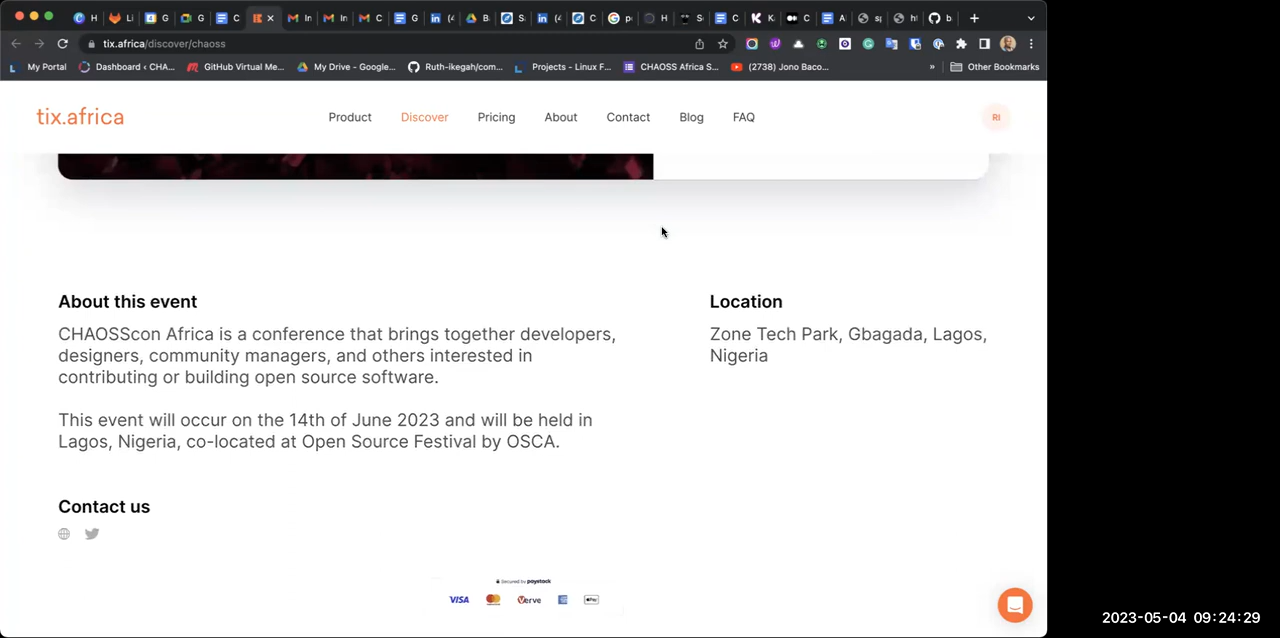 tix.africa/discover/chaoss
My Portal
Dashboard ‹ CHA...
GitHub Virtual Me...
My Drive - Google...
Ruth-ikegah/com...
Projects - Linux F...
CHAOSS Africa S...
(2738) Jono Baco...
»
Other Bookmarks
tix.africa
Product
Discover
Pricing
About
Contact
Blog
FAQ
RI
About this event
CHAOSScon Africa is a conference that brings together developers,
designers, community managers, and others interested in
contributing or building open source software.
This event will occur on the 14th of June 2023 and will be held in
Lagos, Nigeria, co-located at Open Source Festival by OSCA.
Location
Zone Tech Park, Gbagada, Lagos,
Nigeria
Contact us
Secured by paystack
VISA
Verve
Pay
2023-05-04 09:24:29